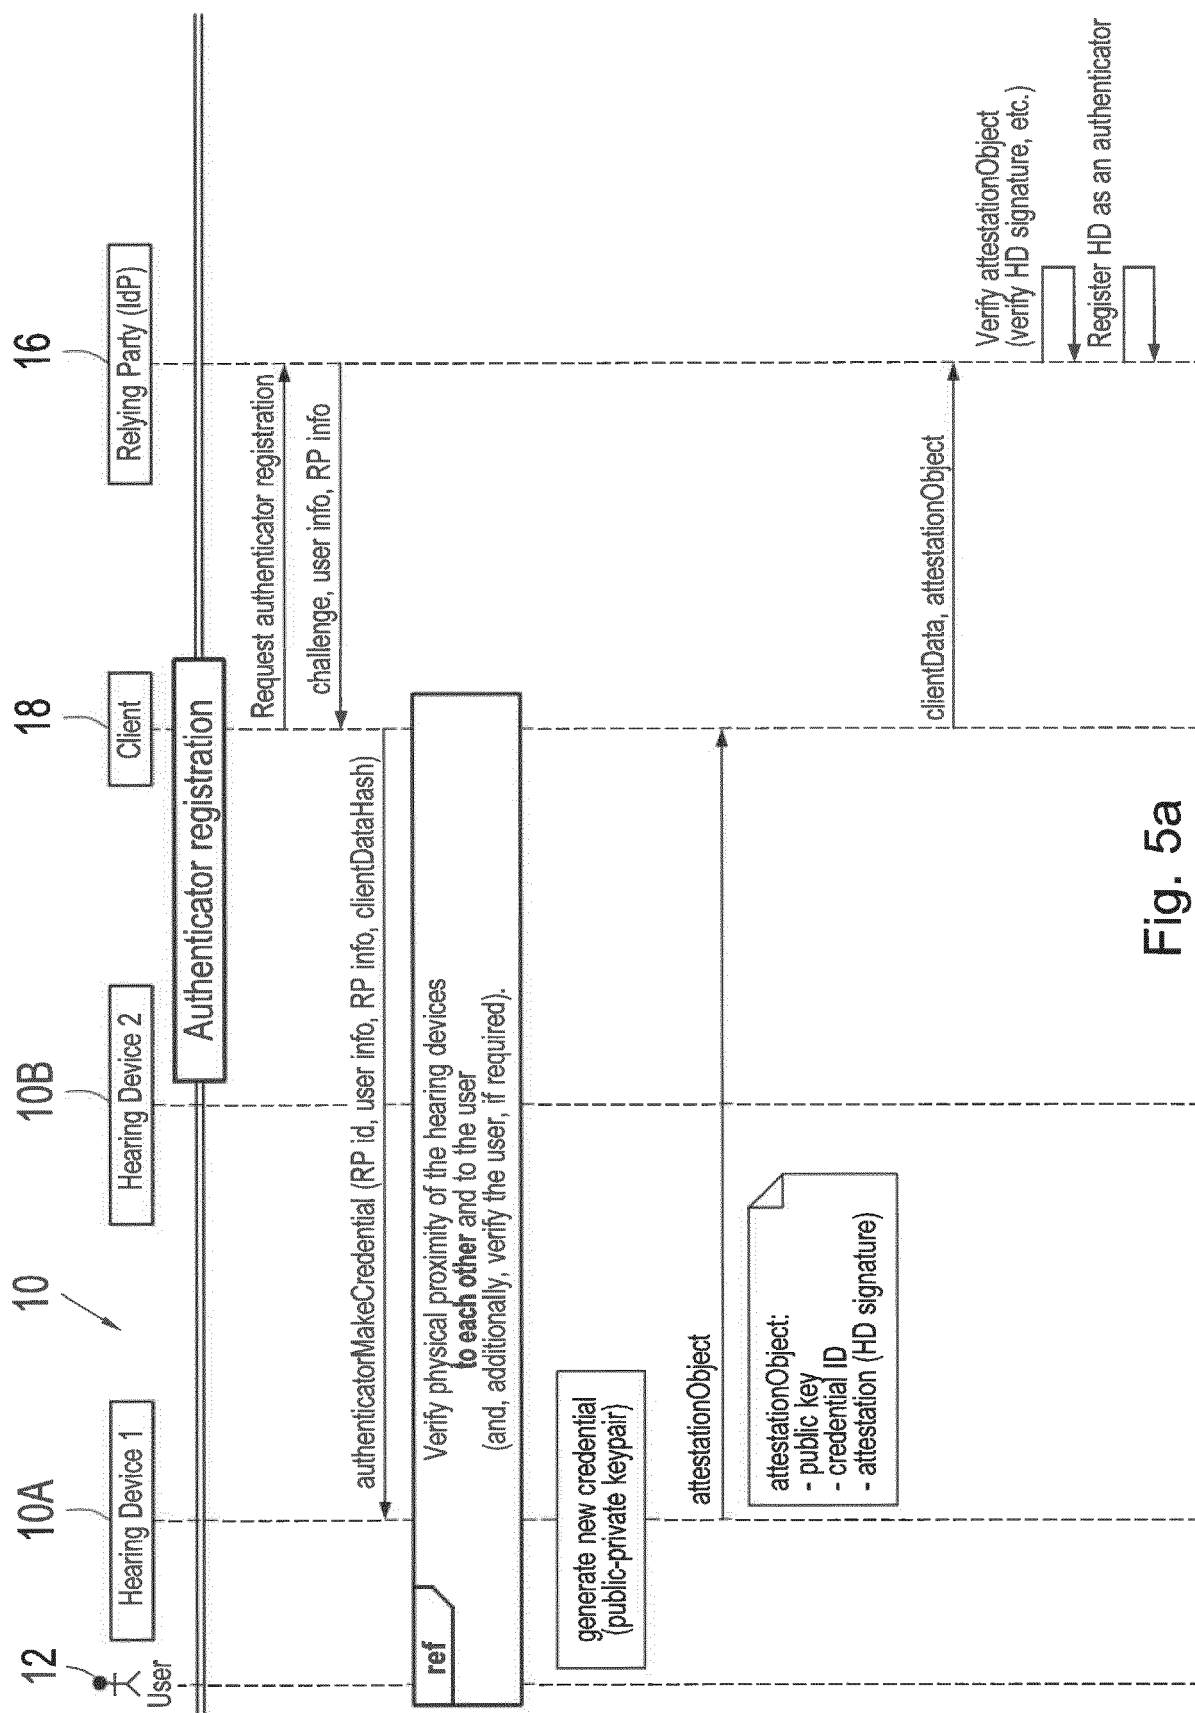 12
10A
10
10B
18
16
User
Hearing Device 1
Hearing Device 2
Client
Relying Party (IdP)
Authenticator registration
Request authenticator registration
challenge, user info, RP info
authenticatorMakeCredential (RP id, user info, RP info, clientDataHash)
ref
Verify physical proximity of the hearing devices
to each other and to the user
(and, additionally, verify the user, if required).
generate new credential
(public-private keypair)
attestationObject
attestationObject:
- public key
- credential ID
- attestation (HD signature)
clientData, attestationObject
Verify attestationObject
(verify HD signature, etc.)
Register HD as an authenticator
Fig. 5a